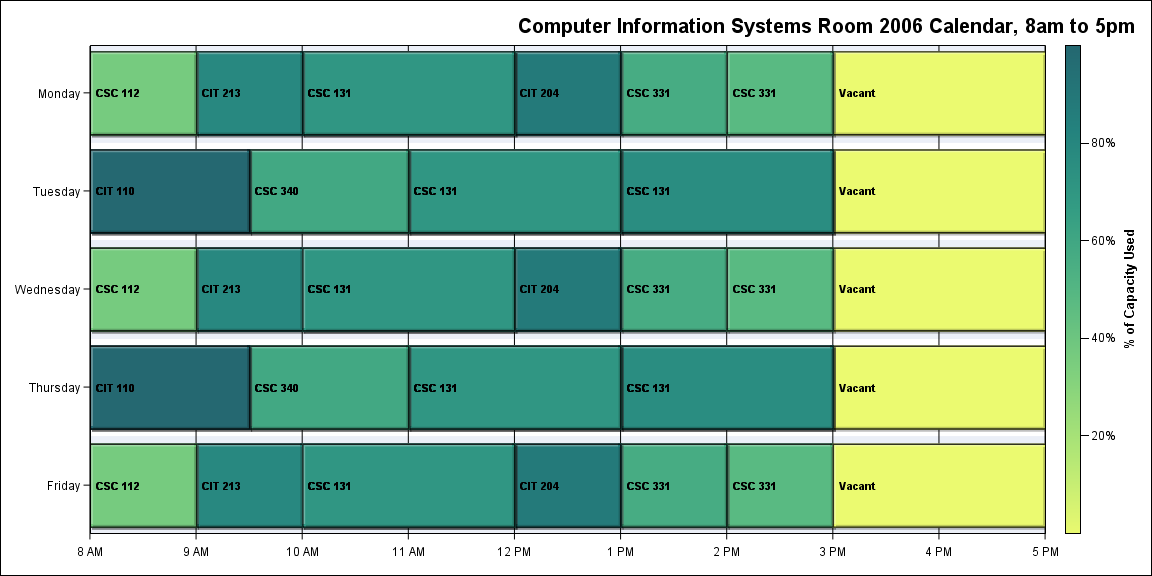 Computer Information Systems Room 2006 Calendar, 8am to 5pm
Monday
CSC 112
CIT 213
CSC 131
CIT 204
CSC 331
CSC 331
Vacant
Tuesday
CIT 110
CSC 340
CSC 131
CSC 131
Vacant
Wednesday
CSC 112
CIT 213
CSC 131
CIT 204
CSC 331
CSC 331
Vacant
Thursday
CIT 110
CSC 340
CSC 131
CSC 131
Vacant
Friday
CSC 112
CIT 213
CSC 131
CIT 204
CSC 331
CSC 331
Vacant
8 AM
9 AM
10 AM
11 AM
12 PM
1 PM
2 PM
3 PM
4 PM
5 PM
80%
60%
40%
20%
% of Capacity Used